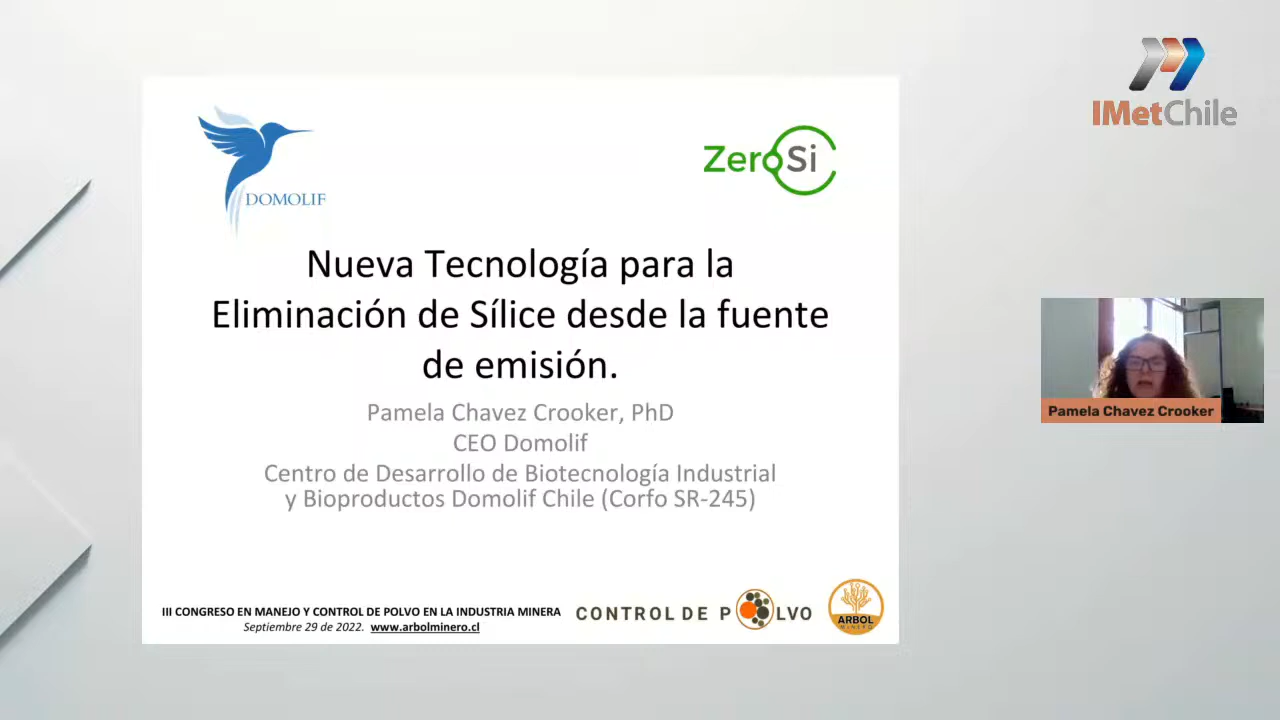 IMetChile
DOMOLIF
ZeroSi
Nueva Tecnología para la
Eliminación de Sílice desde la fuente
de emisión.
Pamela Chavez Crooker, PhD
CEO Domolif
Centro de Desarrollo de Biotecnología Industrial
y Bioproductos Domolif Chile (Corfo SR-245)
Pamela Chavez Crooker
III CONGRESO EN MANEJO Y CONTROL DE POLVO EN LA INDUSTRIA MINERA
Septiembre 29 de 2022. www.arbolminero.cl
CONTROL DE POLVO
ARBOL
MINERO